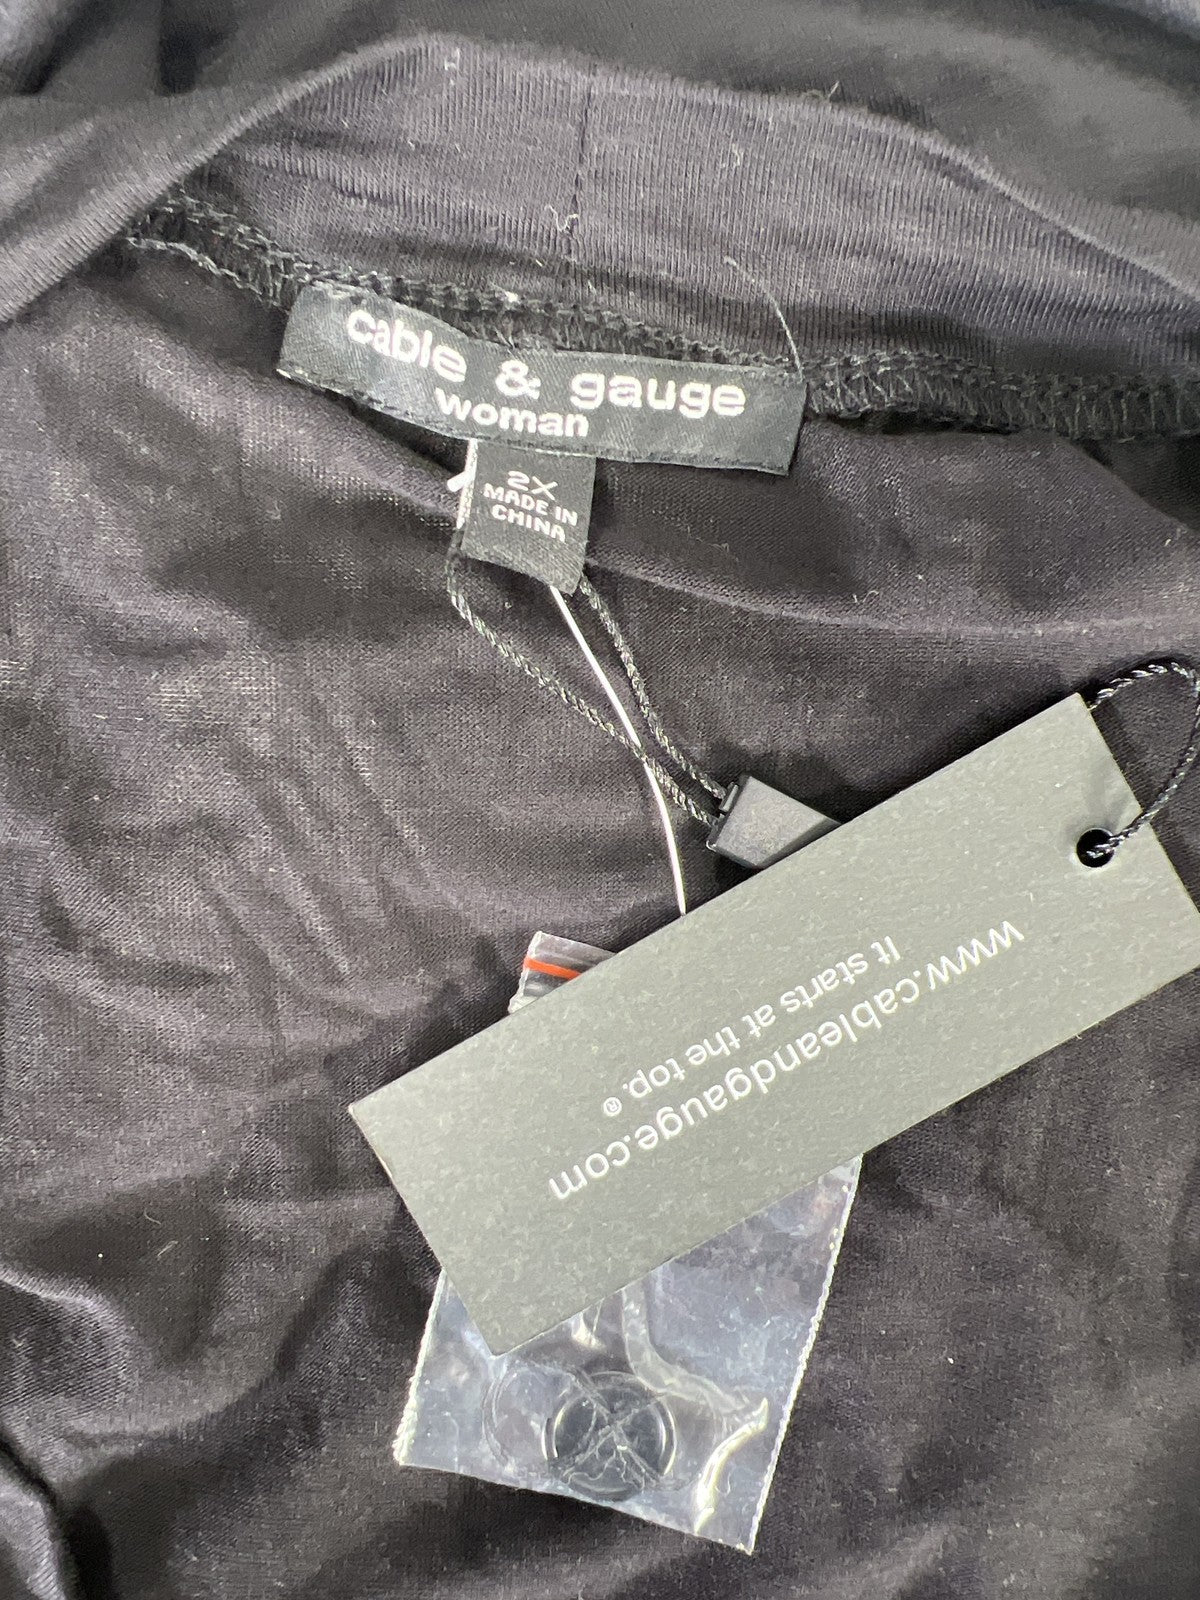 cable & gauge
woman
2X
MADE IN
CHINA
www.cableandgauge.com
It starts at the top.®